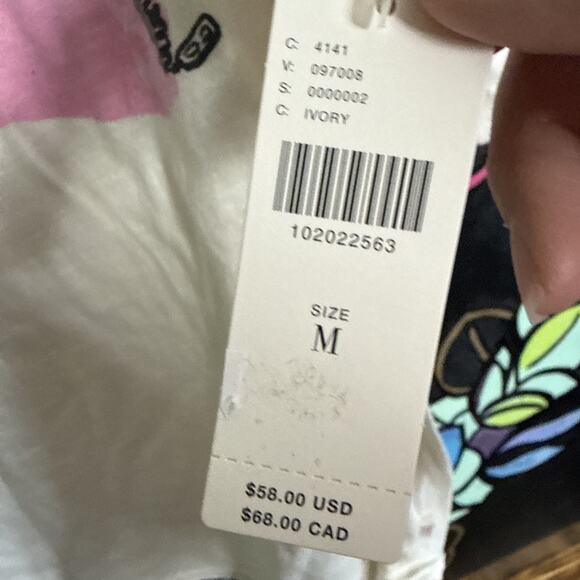 C: 4141
V: 097008
S: 0000002
C: IVORY
102022563
SIZE
M
$58.00 USD
$68.00 CAD